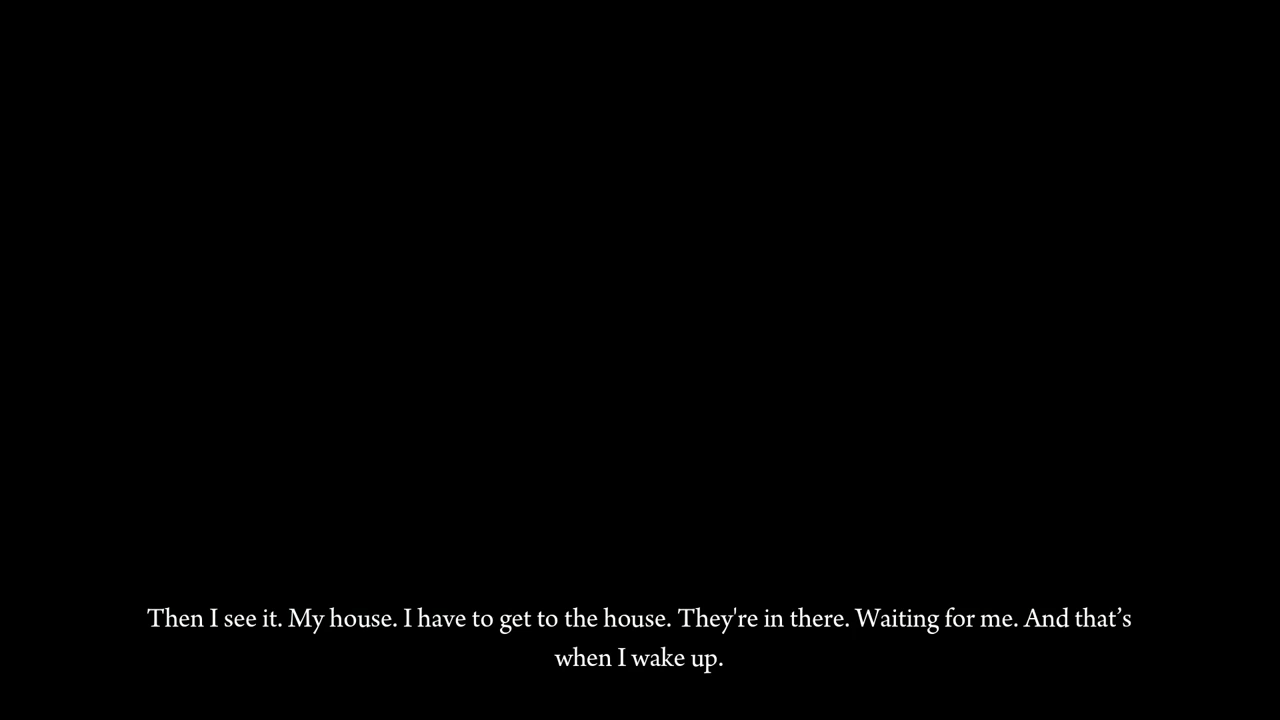 Then I see it. My house. I have to get to the house. They're in there. Waiting for me. And that’s
when I wake up.